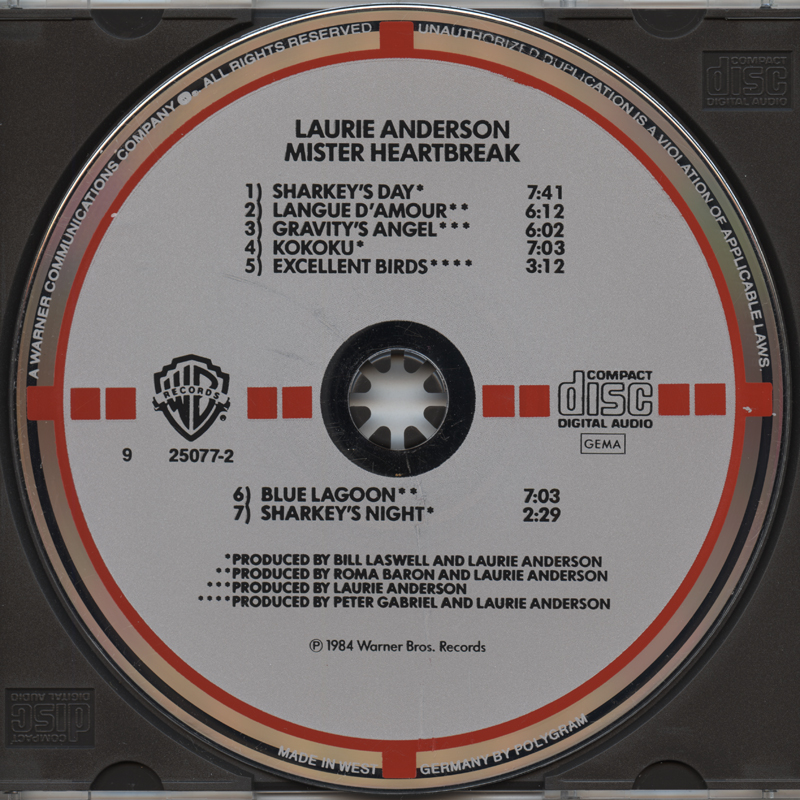 A WARNER COMMUNICATIONS COMPANY ALL RIGHTS RESERVED
UNAUTHORIZED DUPLICATION IS A VIOLATION OF APPLICABLE LAWS
COMPACT
disc
DIGITAL AUDIO
LAURIE ANDERSON
MISTER HEARTBREAK
1) SHARKEY'S DAY* 7:41
2) LANGUE D'AMOUR** 6:12
3) GRAVITY'S ANGEL*** 6:02
4) KOKOKU* 7:03
5) EXCELLENT BIRDS**** 3:12
WB RECORDS ®
COMPACT
disc
DIGITAL AUDIO
GEMA
9 25077-2
6) BLUE LAGOON** 7:03
7) SHARKEY'S NIGHT* 2:29
*PRODUCED BY BILL LASWELL AND LAURIE ANDERSON
**PRODUCED BY ROMA BARON AND LAURIE ANDERSON
***PRODUCED BY LAURIE ANDERSON
****PRODUCED BY PETER GABRIEL AND LAURIE ANDERSON
℗ 1984 Warner Bros. Records
COMPACT
disc
DIGITAL AUDIO
MADE IN WEST GERMANY BY POLYGRAM